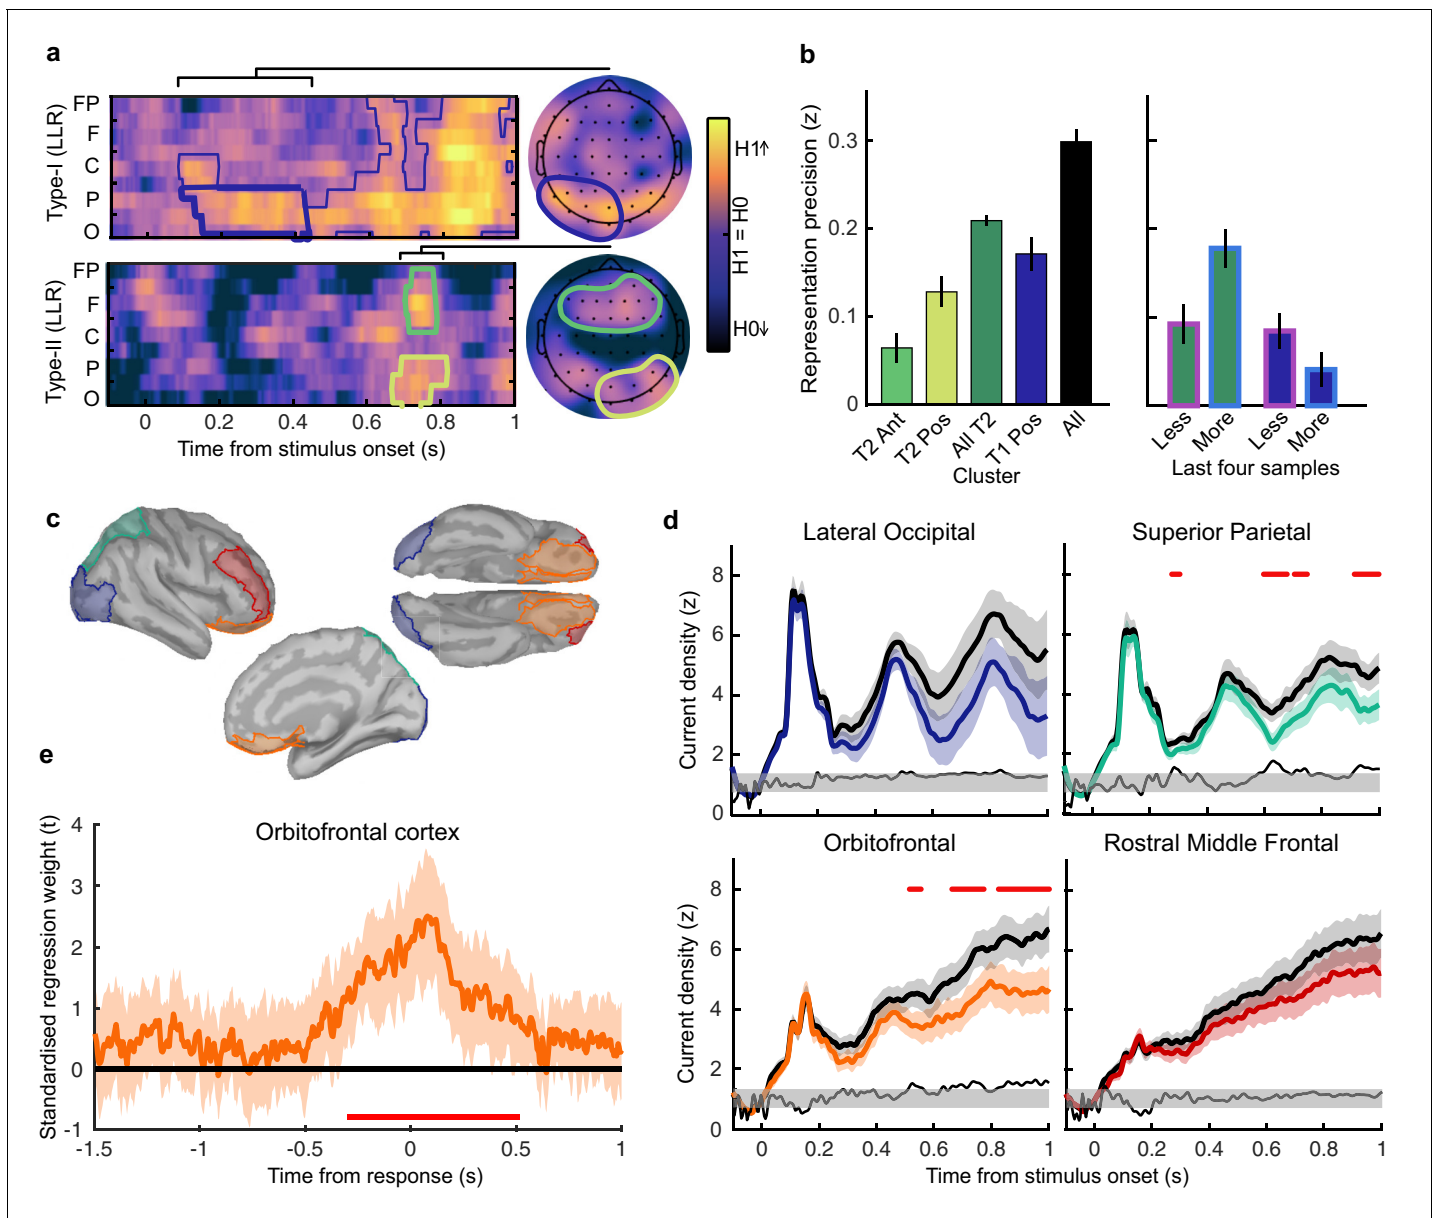 a
Type-I (LLR)
FP
F
C
P
O
H1⇑
H1 = H0
H0⇓
Type-II (LLR)
FP
F
C
P
O
0
0.2
0.4
0.6
0.8
1
Time from stimulus onset (s)
b
Representation precision (z)
0.3
0.2
0.1
0
T2 Ant
T2 Pos
All T2
T1 Pos
All
Cluster
Less
More
Less
More
Last four samples
c
d
Lateral Occipital
Current density (z)
8
6
4
2
0
Superior Parietal
Orbitofrontal
Current density (z)
8
6
4
2
0
0
0.2
0.4
0.6
0.8
1
Rostral Middle Frontal
0
0.2
0.4
0.6
0.8
1
Time from stimulus onset (s)
e
Orbitofrontal cortex
Standardised regression weight (t)
4
3
2
1
0
-1
-1.5
-1
-0.5
0
0.5
1
Time from response (s)